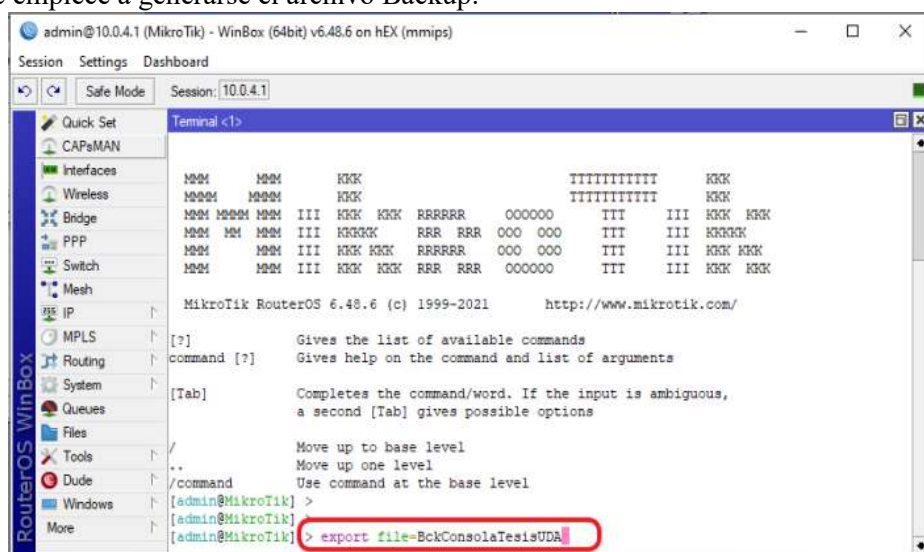 e empiece a generarse el archivo Backup.
admin@10.0.4.1 (MikroTik) - WinBox (64bit) v6.48.6 on hEX (mmips)
Session Settings Dashboard
Safe Mode Session: 10.0.4.1
Quick Set
CAPsMAN
Interfaces
Wireless
Bridge
PPP
Switch
Mesh
IP
MPLS
Routing
System
Queues
Files
Tools
Dude
Windows
More
RouterOS WinBox
Terminal <1>
MMM MMM KKK TTTTTTTTTTT KKK
MMMM MMMM KKK TTTTTTTTTTT KKK
MMM MMMM MMM III KKK KKK RRRRRR OOOOOO TTT III KKK KKK
MMM MM MMM III KKKKK RRR RRR OOO OOO TTT III KKKKK
MMM MMM III KKK KKK RRRRRR OOO OOO TTT III KKK KKK
MMM MMM III KKK KKK RRR RRR OOOOOO TTT III KKK KKK
MikroTik RouterOS 6.48.6 (c) 1999-2021 http://www.mikrotik.com/
[?] Gives the list of available commands
command [?] Gives help on the command and list of arguments
[Tab] Completes the command/word. If the input is ambiguous,
a second [Tab] gives possible options
/ Move up to base level
.. Move up one level
/command Use command at the base level
[admin@MikroTik] >
[admin@MikroTik] >
[admin@MikroTik] > export file=BckConsolaTesisUDA